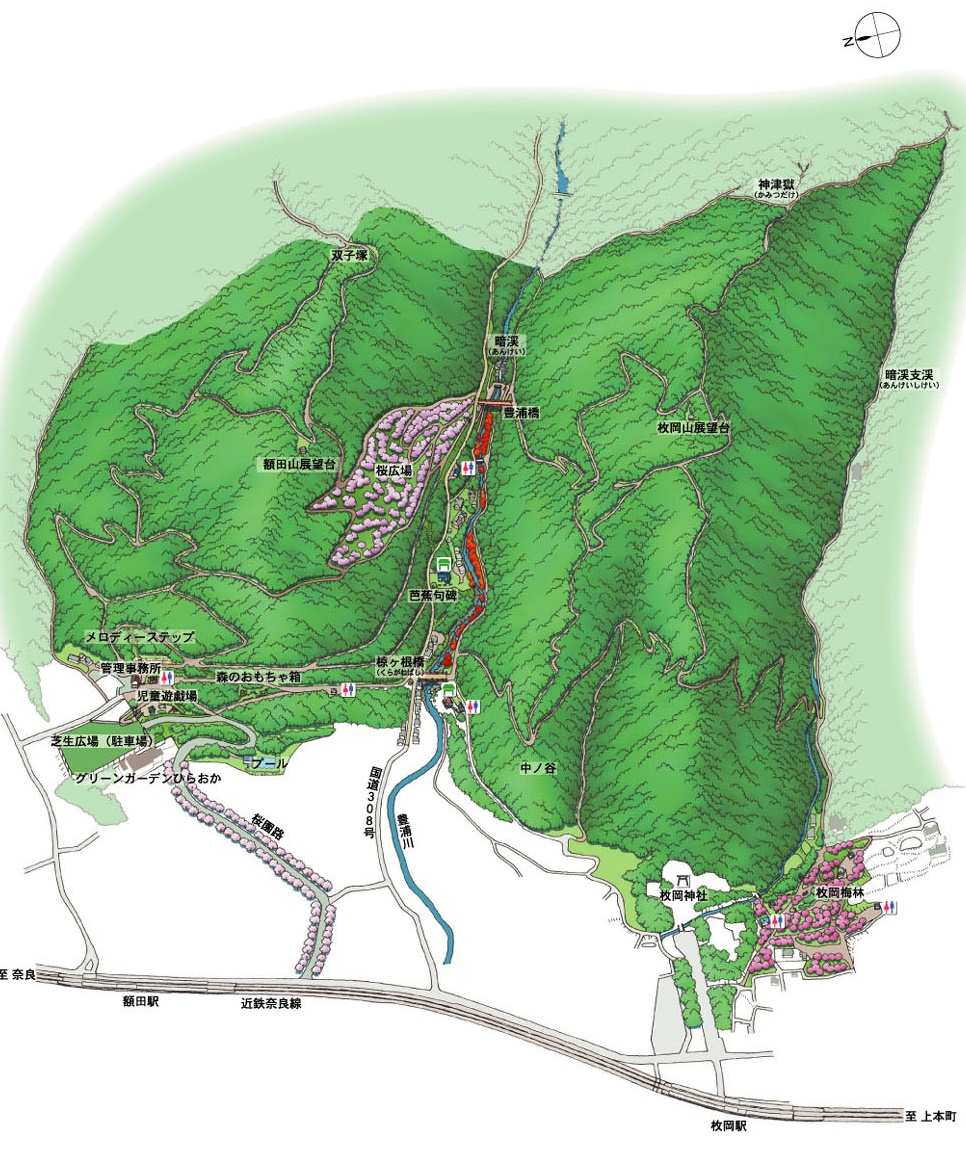 N
神津嶽
(かみつだけ)
双子塚
暗渓
(あんけい)
暗渓支渓
(あんけいしけい)
豊浦橋
枚岡山展望台
額田山展望台
桜広場
芭蕉句碑
メロディーステップ
管理事務所
森のおもちゃ箱
椋ヶ根橋
(くらがねばし)
児童遊戯場
芝生広場（駐車場）
プール
グリーンガーデンひらおか
中ノ谷
国道308号
豊浦川
桜園路
枚岡神社
枚岡梅林
至 奈良
額田駅
近鉄奈良線
至 上本町
枚岡駅